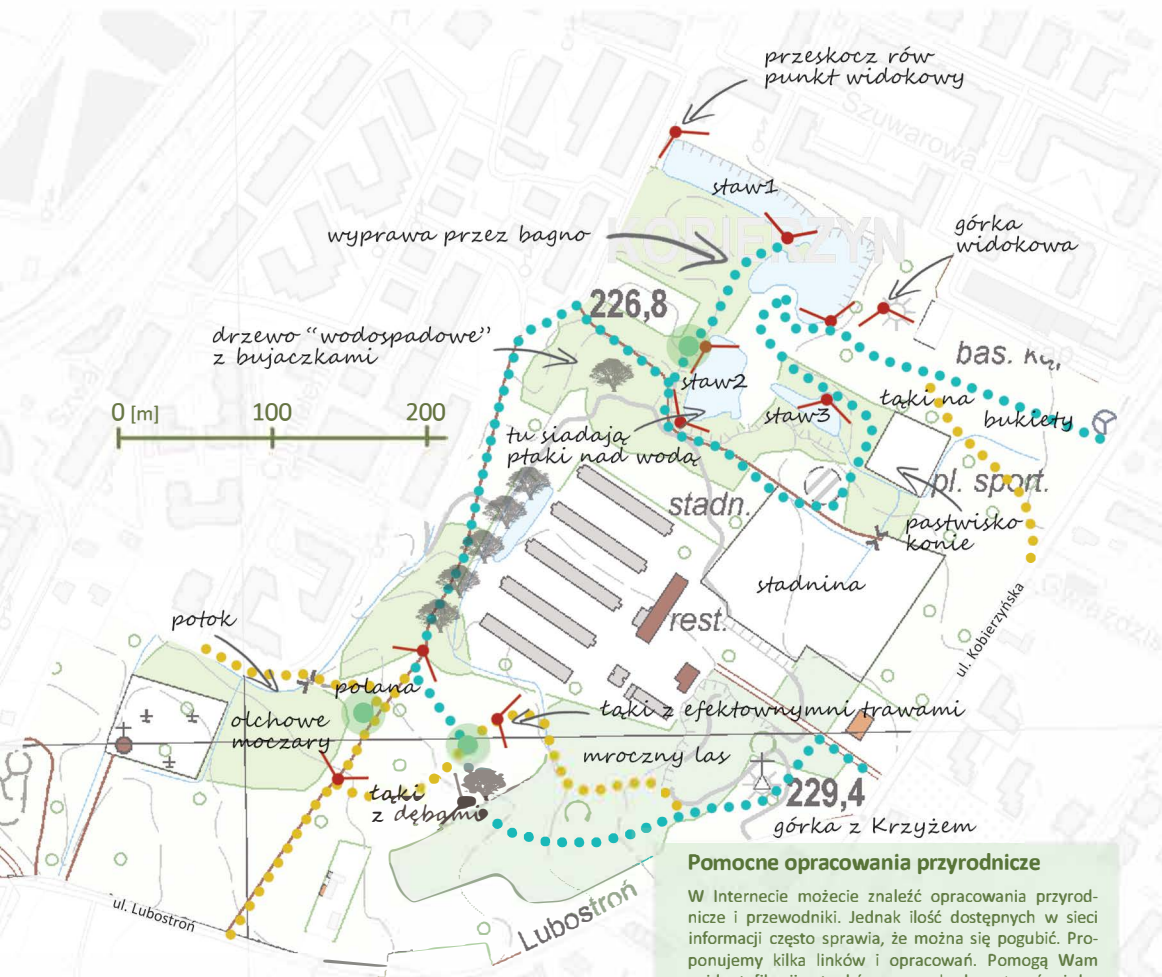 przeskocz rów
punkt widokowy
Szuwarowa
staw1
KOBIERZYN
wyprawa przez bagno
górka
widokowa
226,8
drzewo “wodospadowe”
z bujaczkami
bas. ką,
staw2
łąki na
bukiety
staw3
0 [m] 100 200
tu siadają
ptaki nad wodą
pl. sport.
stadn.
pastwisko
konie
stadnina
ul. Kobierzyńska
potok
rest.
polana
łąki z efektownymni trawami
olchowe
moczary
mroczny las
łąki
z dębami
229,4
górka z Krzyżem
Lubostroń
ul. Lubostroń
Pomocne opracowania przyrodnicze
W Internecie możecie znaleźć opracowania przyrod-
nicze i przewodniki. Jednak ilość dostępnych w sieci
informacji często sprawia, że można się pogubić. Pro-
ponujemy kilka linków i opracowań. Pomogą Wam